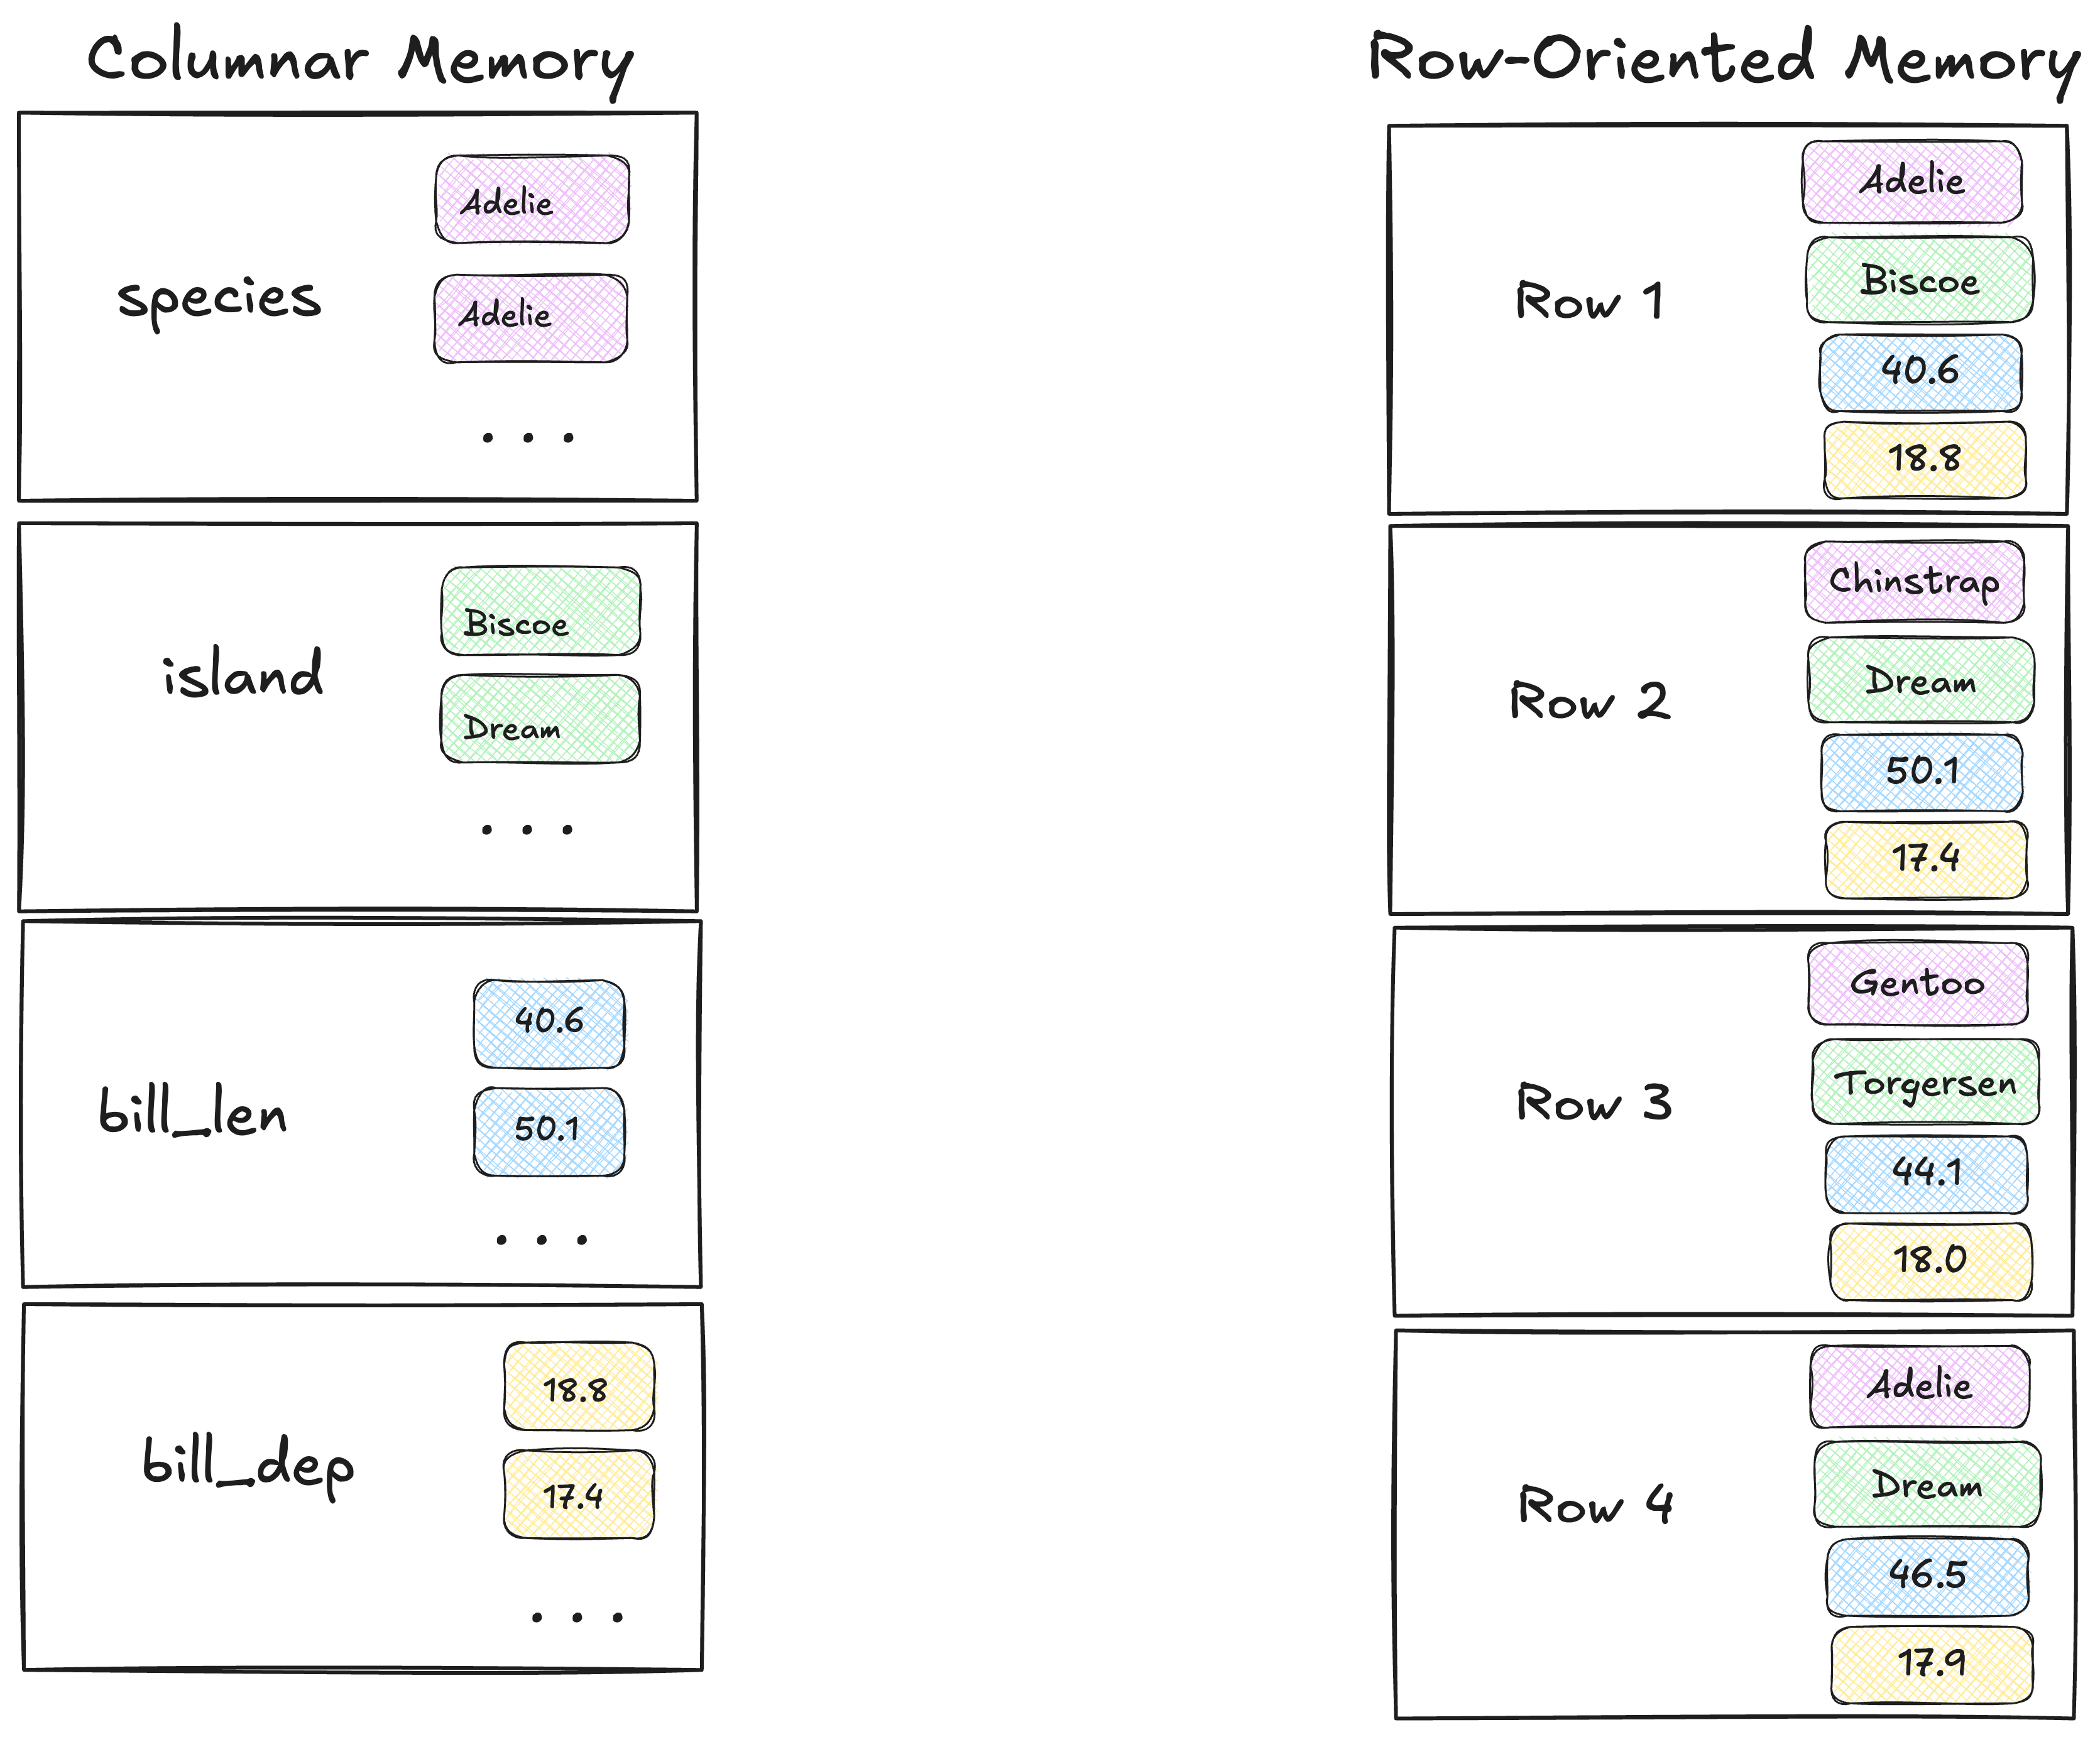 Columnar Memory
species
Adelie
Adelie
. . .
island
Biscoe
Dream
. . .
bill_len
40.6
50.1
. . .
bill_dep
18.8
17.4
. . .
Row-Oriented Memory
Row 1
Adelie
Biscoe
40.6
18.8
Row 2
Chinstrap
Dream
50.1
17.4
Row 3
Gentoo
Torgersen
44.1
18.0
Row 4
Adelie
Dream
46.5
17.9